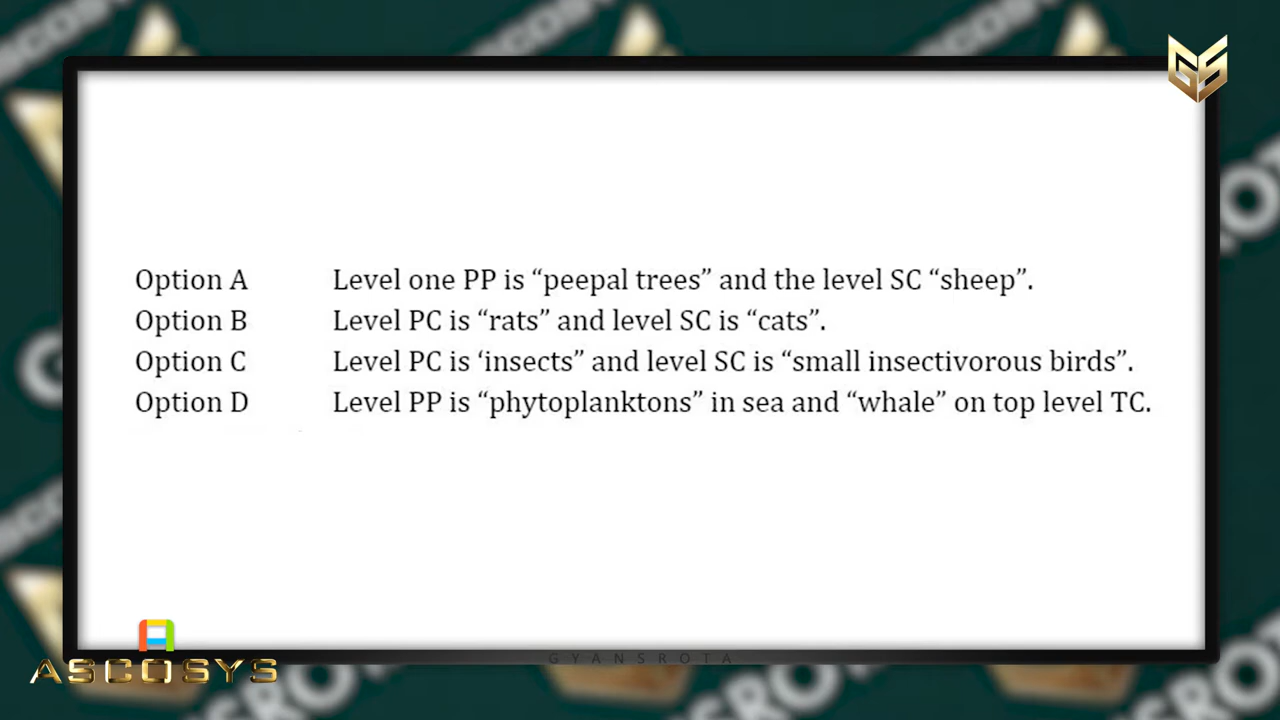 GS
Option A Level one PP is “peepal trees” and the level SC “sheep”.
Option B Level PC is “rats” and level SC is “cats”.
Option C Level PC is ‘insects” and level SC is “small insectivorous birds”.
Option D Level PP is “phytoplanktons” in sea and “whale” on top level TC.
ASCOSYS
GYANSROTA